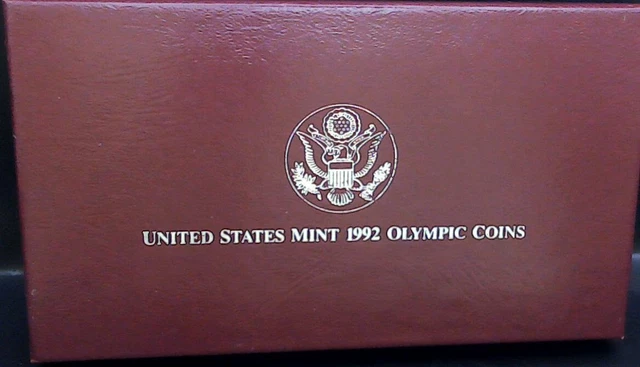 UNITED STATES MINT 1992 OLYMPIC COINS